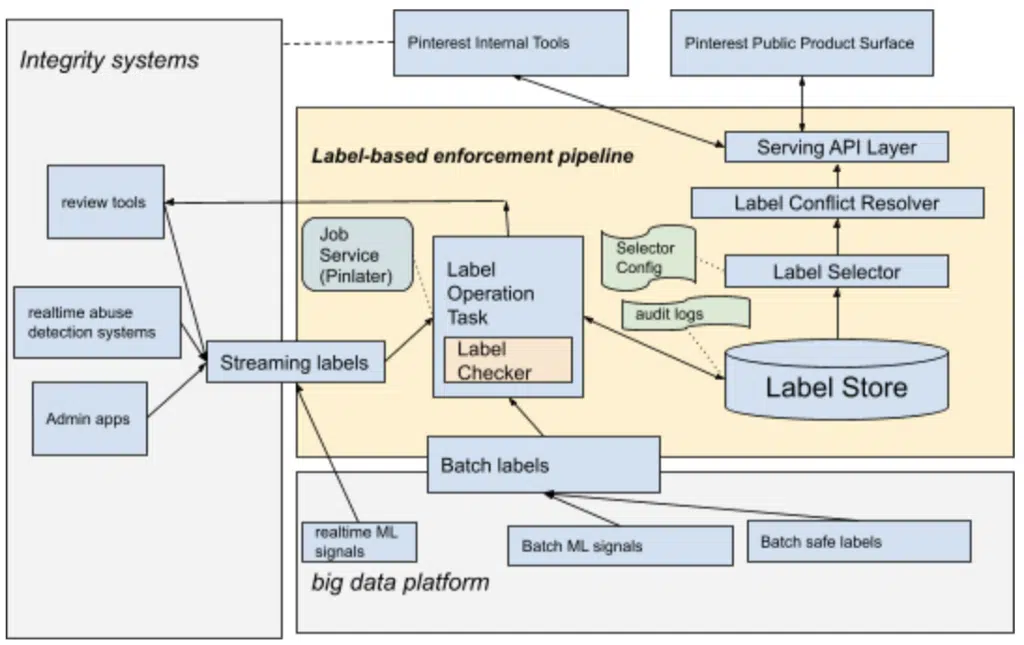 Integrity systems
Pinterest Internal Tools
Pinterest Public Product Surface
Label-based enforcement pipeline
Serving API Layer
Label Conflict Resolver
review tools
Job
Service
(Pinlater)
Label
Operation
Task
Label
Checker
Selector
Config
Label Selector
audit logs
realtime abuse
detection systems
Streaming labels
Label Store
Admin apps
Batch labels
realtime ML
signals
Batch ML signals
Batch safe labels
big data platform